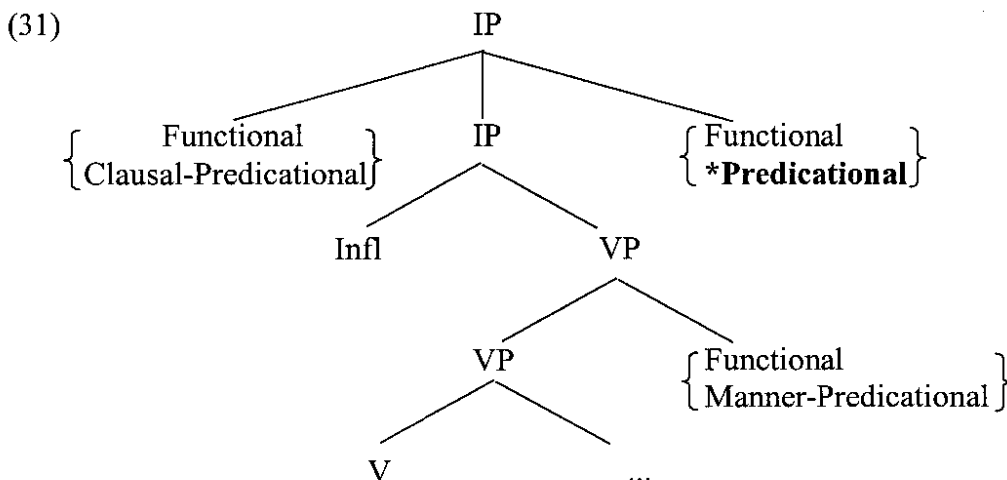 (31) IP
Functional IP Functional
Clausal-Predicational *Predicational
Infl VP
VP Functional
Manner-Predicational
V ...